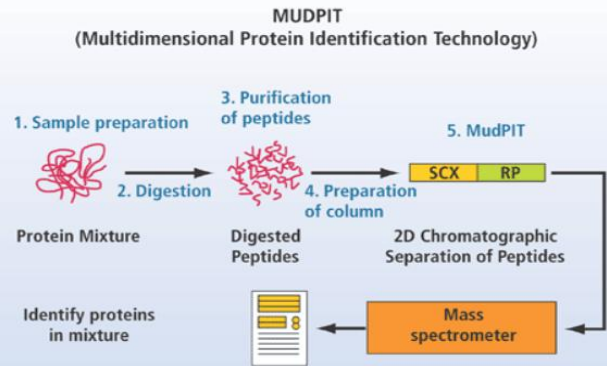 MUDPIT
(Multidimensional Protein Identification Technology)
1. Sample preparation
2. Digestion
3. Purification
of peptides
4. Preparation
of column
5. MudPIT
SCX RP
Protein Mixture
Digested
Peptides
2D Chromatographic
Separation of Peptides
Identify proteins
in mixture
Mass
spectrometer